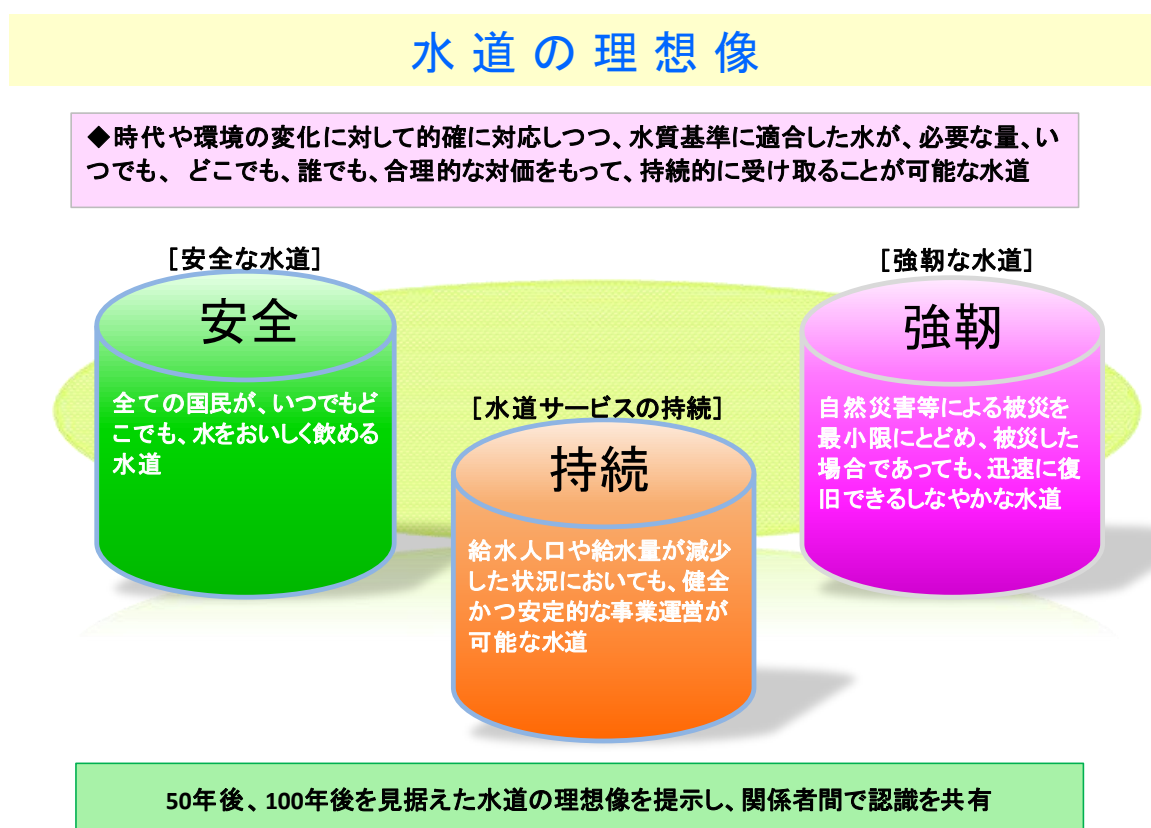 水道の理想像
◆時代や環境の変化に対して的確に対応しつつ、水質基準に適合した水が、必要な量、い
つでも、 どこでも、誰でも、合理的な対価をもって、持続的に受け取ることが可能な水道
［安全な水道］
安全
全ての国民が、いつでもど
こでも、水をおいしく飲める
水道
［水道サービスの持続］
持続
給水人口や給水量が減少
した状況においても、健全
かつ安定的な事業運営が
可能な水道
［強靭な水道］
強靭
自然災害等による被災を
最小限にとどめ、被災した
場合であっても、迅速に復
旧できるしなやかな水道
50年後、100年後を見据えた水道の理想像を提示し、関係者間で認識を共有